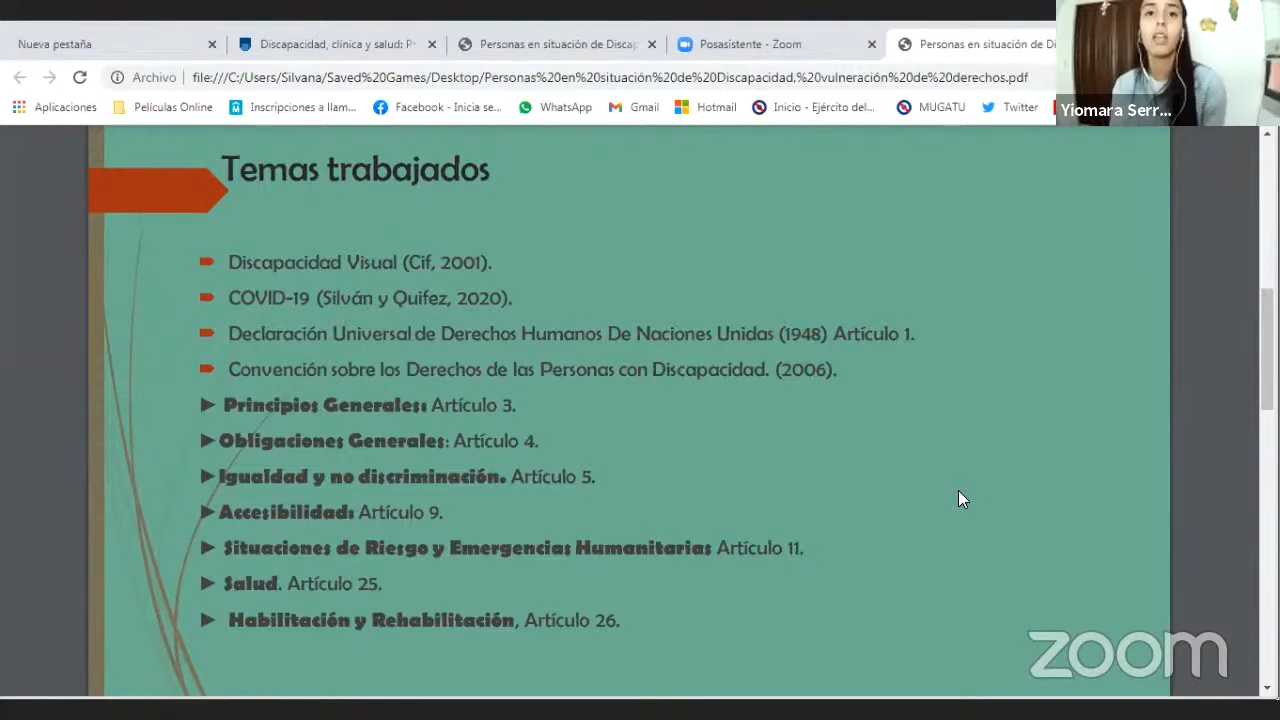 Nueva pestaña
Discapacidad, clínica y salud: P
Personas en situación de Discap
Posasistente - Zoom
Personas en situación de Di
Archivo
file:///C:/Users/Silvana/Saved%20Games/Desktop/Personas%20en%20situación%20de%20Discapacidad,%20vulneración%20de%20derechos.pdf
Aplicaciones
Películas Online
Inscripciones a llam...
Facebook - Inicia se...
WhatsApp
Gmail
Hotmail
Inicio - Ejército del...
MUGATU
Twitter
Yiomara Serr...
Temas trabajados
Discapacidad Visual (Cif, 2001).
COVID-19 (Silván y Quifez, 2020).
Declaración Universal de Derechos Humanos De Naciones Unidas (1948) Artículo 1.
Convención sobre los Derechos de las Personas con Discapacidad. (2006).
Principios Generales: Artículo 3.
Obligaciones Generales: Artículo 4.
Igualdad y no discriminación. Artículo 5.
Accesibilidad: Artículo 9.
Situaciones de Riesgo y Emergencias Humanitarias Artículo 11.
Salud. Artículo 25.
Habilitación y Rehabilitación, Artículo 26.
zoom